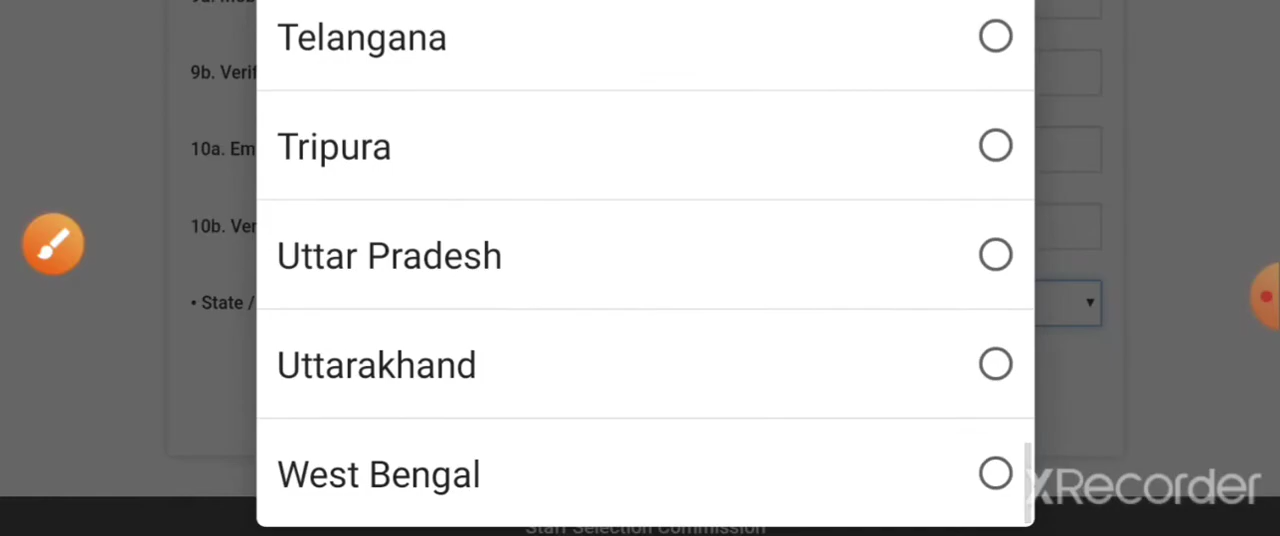 Telangana
9b. Verif
Tripura
10a. Em
10b. Ver
Uttar Pradesh
• State /
Uttarakhand
West Bengal
XRecorder
Staff Selection Commission